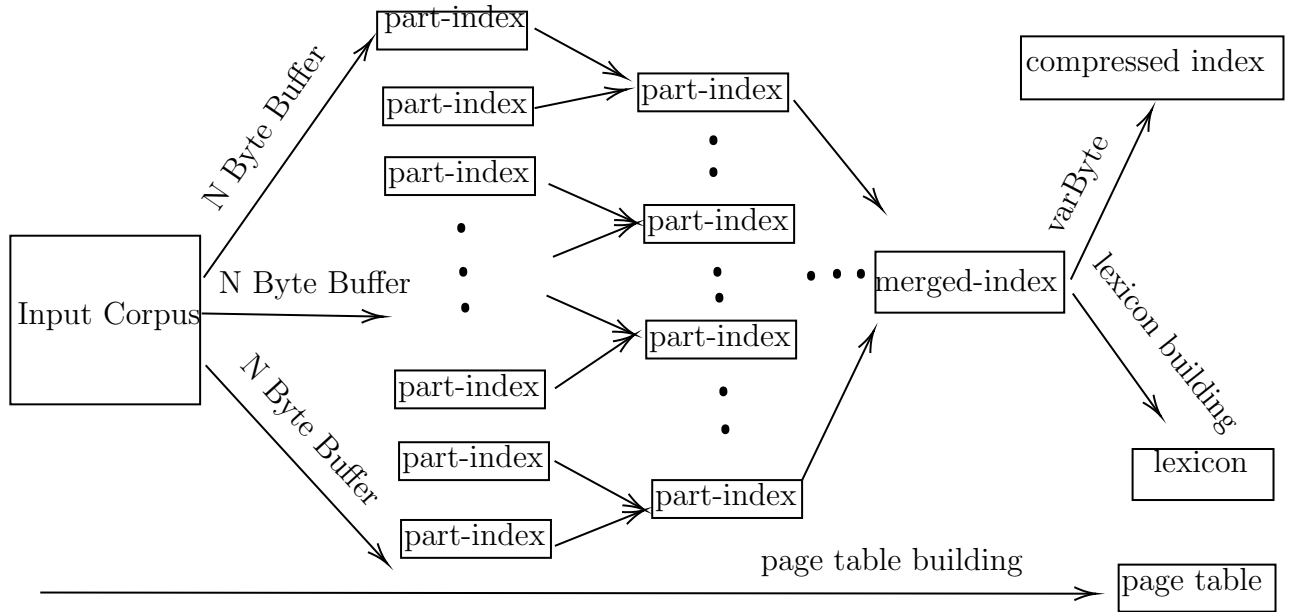 N Byte Buffer
N Byte Buffer
N Byte Buffer
Input Corpus
part-index
part-index
part-index
part-index
part-index
part-index
part-index
part-index
part-index
part-index
merged-index
varByte
lexicon building
compressed index
lexicon
page table building
page table